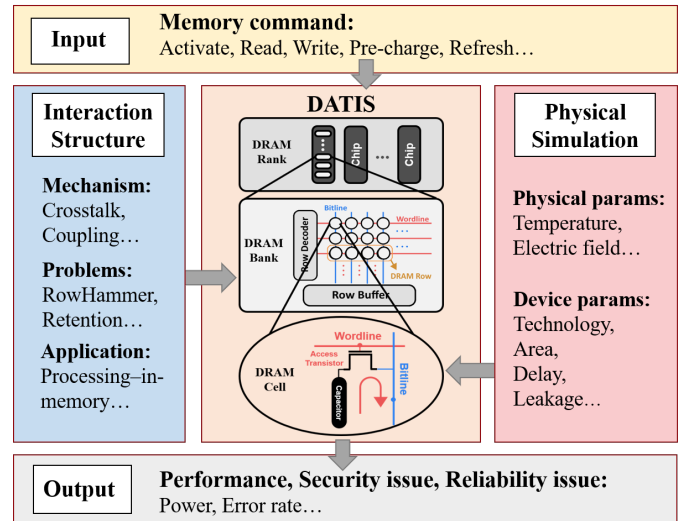 Input
Memory command:
Activate, Read, Write, Pre-charge, Refresh…
Interaction
Structure
Mechanism:
Crosstalk,
Coupling…
Problems:
RowHammer,
Retention…
Application:
Processing–in-
memory…
DATIS
DRAM
Rank
...
Chip
...
Chip
DRAM
Bank
Bitline
Row Decoder
Wordline
...
...
DRAM Row
Row Buffer
DRAM
Cell
Wordline
Access
Transistor
Capacitor
Bitline
Physical
Simulation
Physical params:
Temperature,
Electric field…
Device params:
Technology,
Area,
Delay,
Leakage…
Output
Performance, Security issue, Reliability issue:
Power, Error rate…